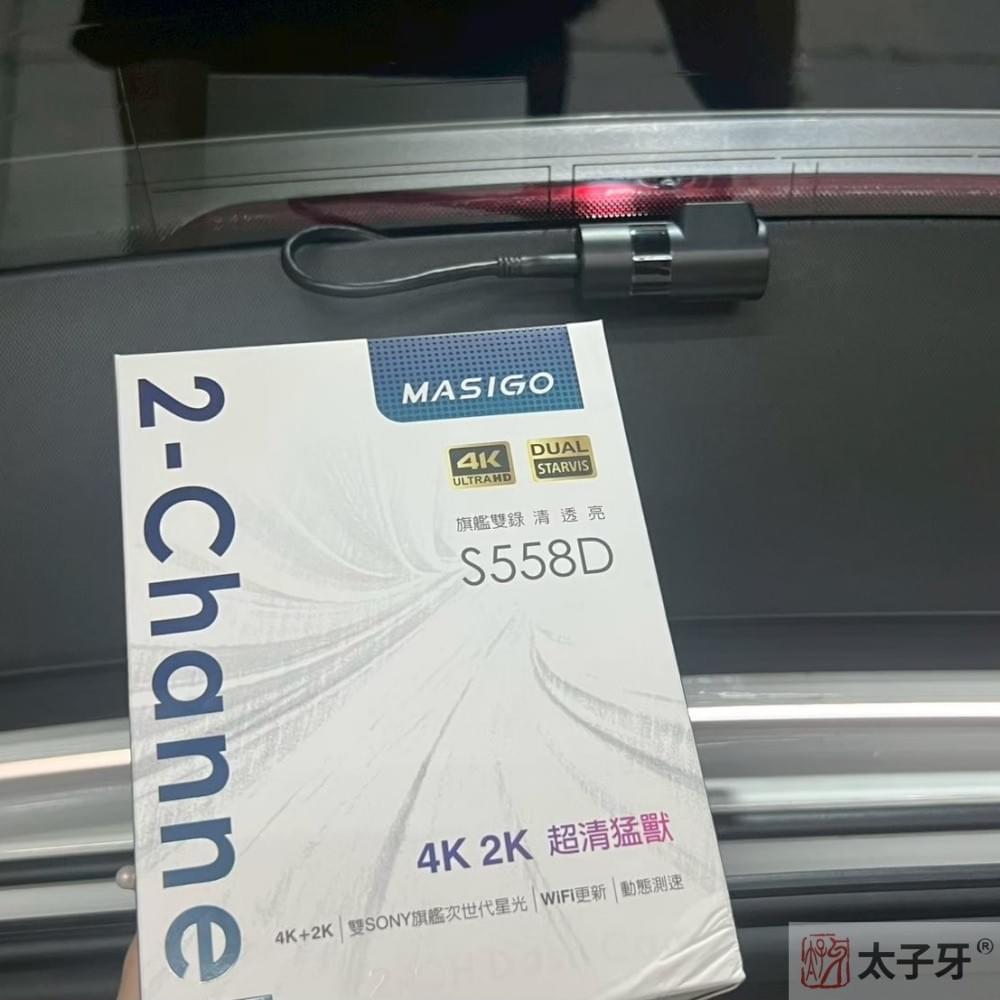 MASIGO
4K
ULTRA HD
DUAL
STARVIS
旗艦雙錄 清透亮
S558D
2-Channel
4K 2K 超清猛獸
4K+2K | 雙SONY旗艦次世代星光 | WiFi更新 | 動態測速
太子牙®